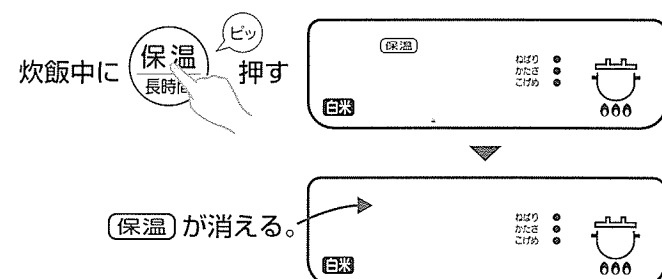 ピッ
炊飯中に 保温 押す
長時間
保温
ねばり
かたさ
こげめ
白米
保温 が消える。
ねばり
かたさ
こげめ
白米